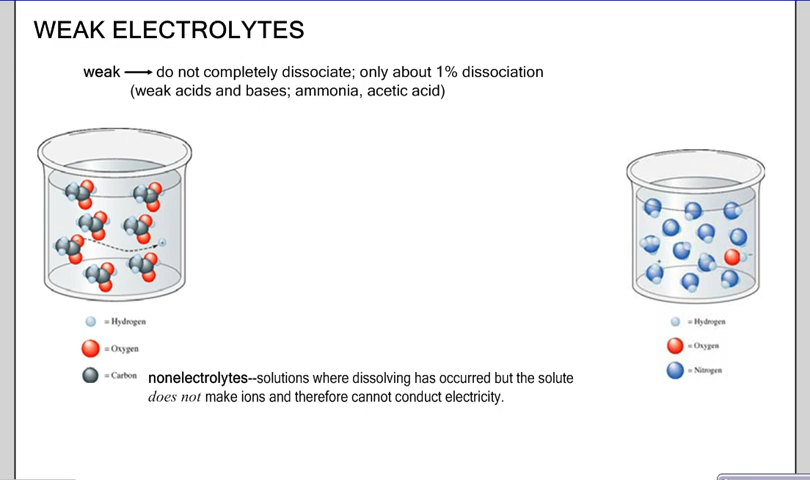 WEAK ELECTROLYTES
weak ⟶ do not completely dissociate; only about 1% dissociation
(weak acids and bases; ammonia, acetic acid)
+
−
= Hydrogen
= Oxygen
= Carbon
= Hydrogen
= Oxygen
= Nitrogen
nonelectrolytes--solutions where dissolving has occurred but the solute
does not make ions and therefore cannot conduct electricity.